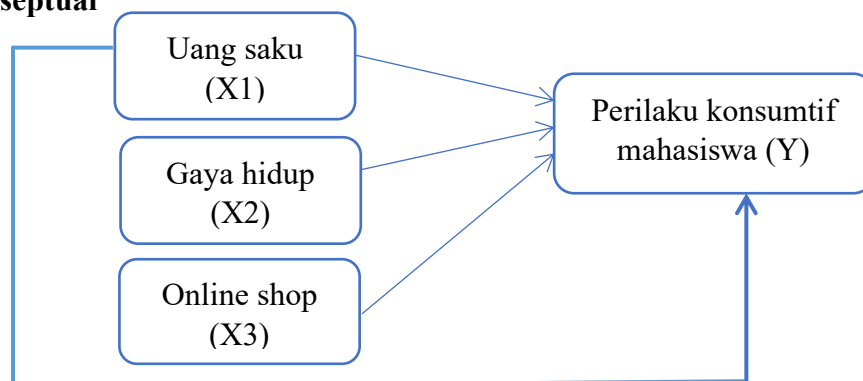 septual
Uang saku
(X1)
Perilaku konsumtif
mahasiswa (Y)
Gaya hidup
(X2)
Online shop
(X3)